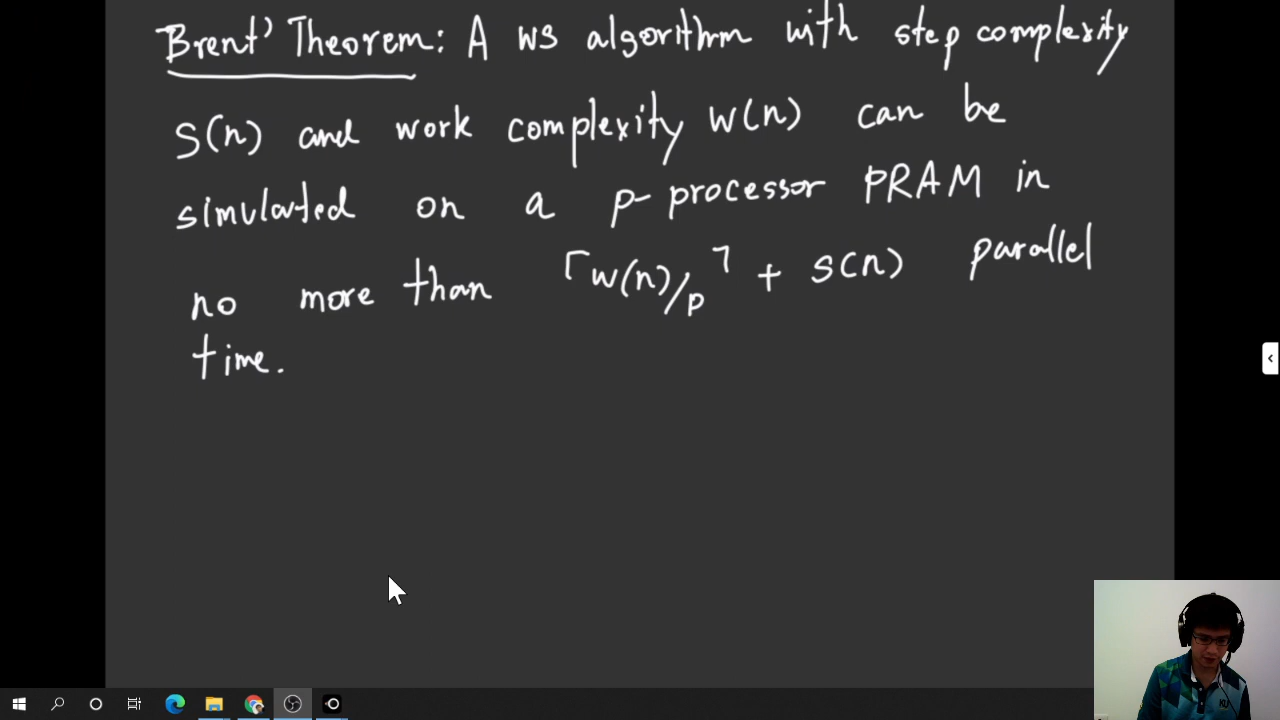 Brent' Theorem: A WS algorithm with step complexity
S(n) and work complexity W(n) can be
simulated on a p-processor PRAM in
no more than ⌈W(n)/p⌉ + S(n) parallel
time.